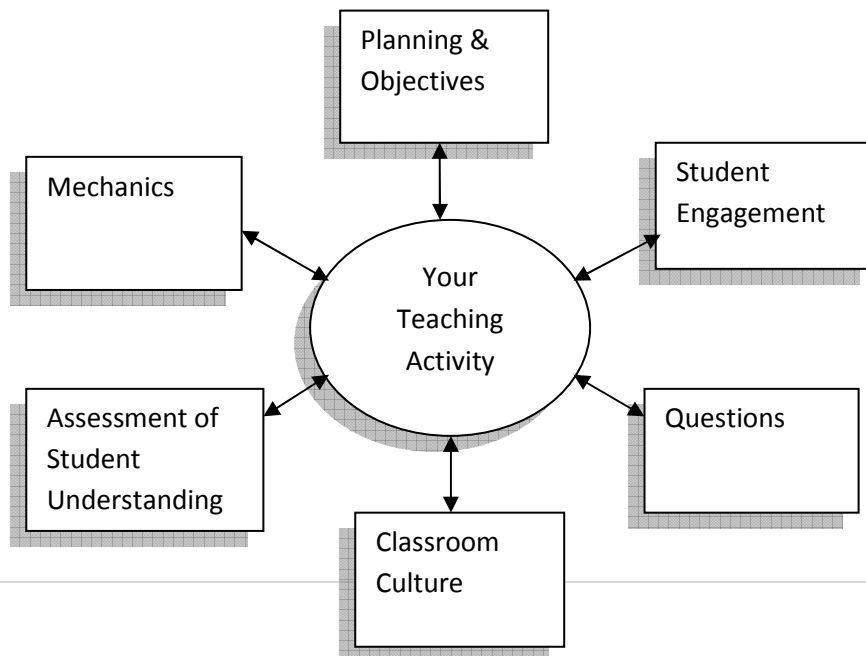 Planning &
Objectives
Mechanics
Student
Engagement
Your
Teaching
Activity
Assessment of
Student
Understanding
Questions
Classroom
Culture